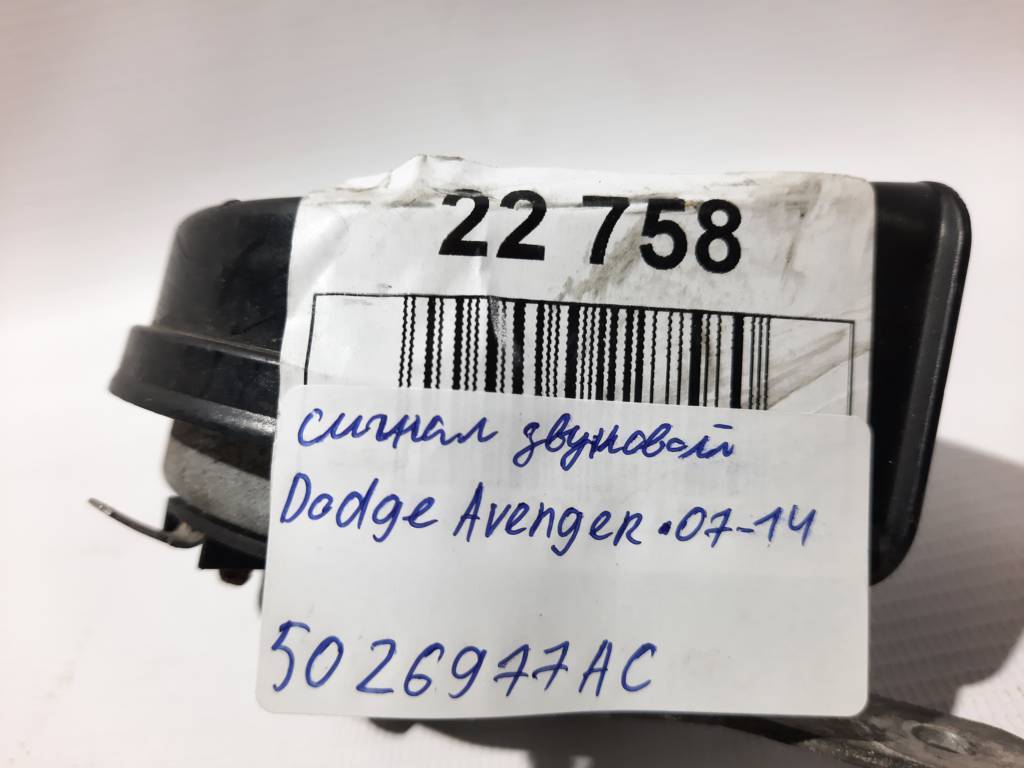 22 758
сигнал звуковой
Dodge Avenger. 07-14
5026977AC